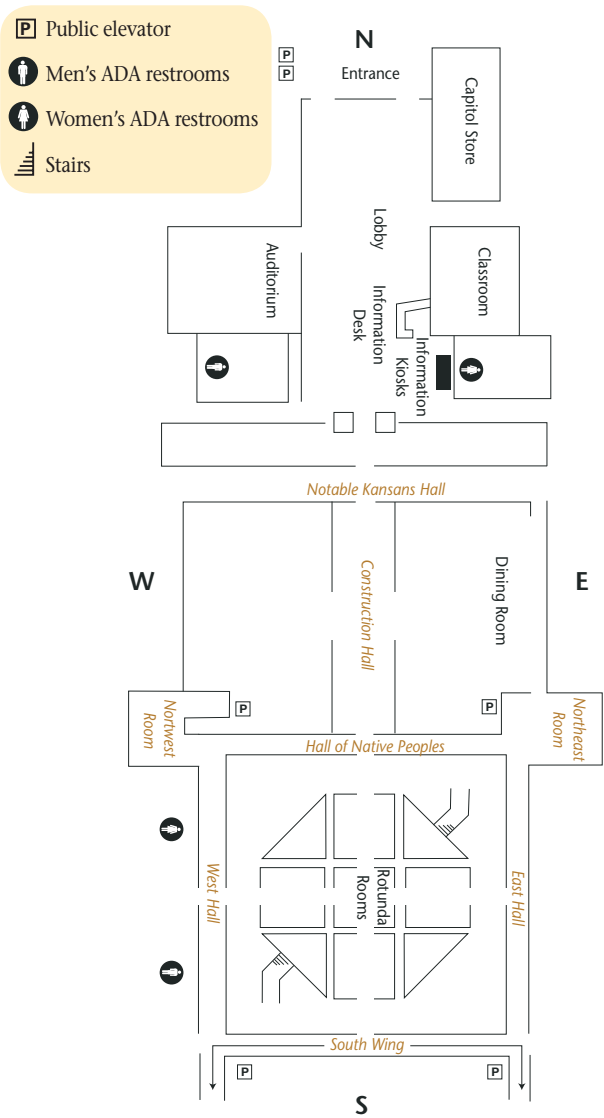 P Public elevator
Men's ADA restrooms
Women's ADA restrooms
Stairs
N
P
P
Entrance
Capitol Store
Lobby
Auditorium
Classroom
Information
Desk
Information
Kiosks
Notable Kansans Hall
W
E
Construction Hall
Dining Room
Nortwest
Room
P
P
Northeast
Room
Hall of Native Peoples
West Hall
Rotunda
Rooms
East Hall
South Wing
P
P
S